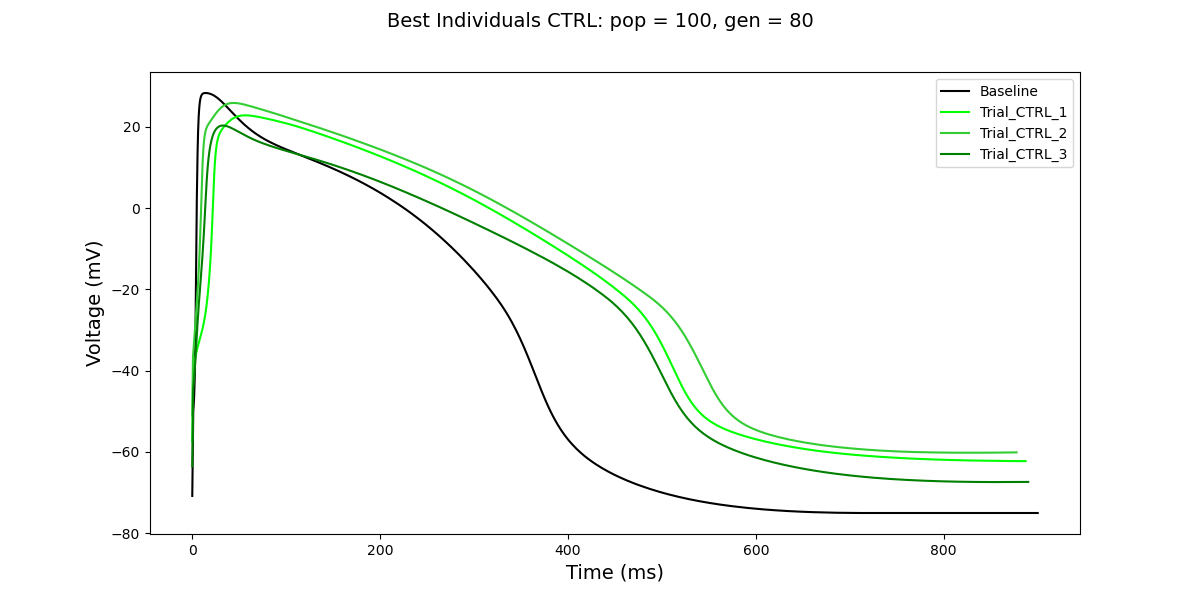 Best Individuals CTRL: pop = 100, gen = 80
Baseline
Trial_CTRL_1
Trial_CTRL_2
Trial_CTRL_3
20
0
−20
−40
−60
−80
Voltage (mV)
0 200 400 600 800
Time (ms)